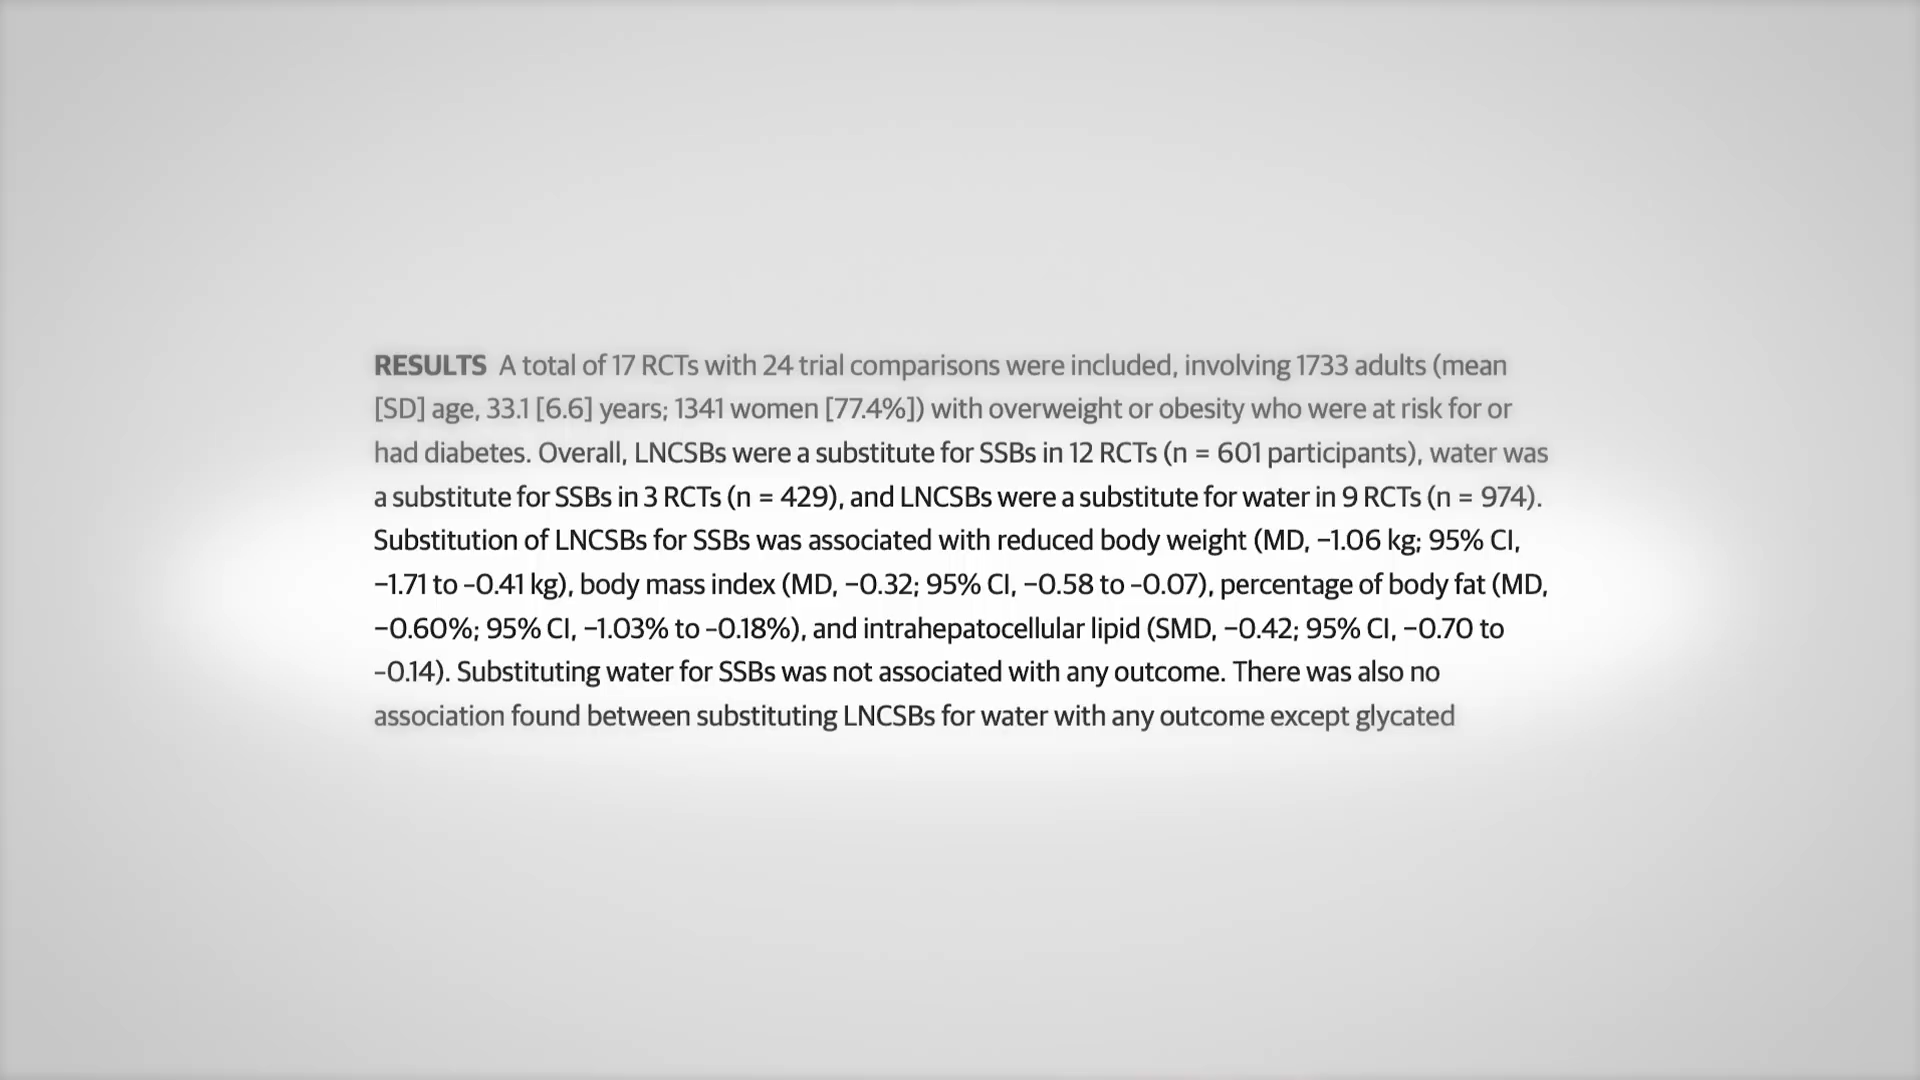 RESULTS A total of 17 RCTs with 24 trial comparisons were included, involving 1733 adults (mean
[SD] age, 33.1 [6.6] years; 1341 women [77.4%]) with overweight or obesity who were at risk for or
had diabetes. Overall, LNCSBs were a substitute for SSBs in 12 RCTs (n = 601 participants), water was
a substitute for SSBs in 3 RCTs (n = 429), and LNCSBs were a substitute for water in 9 RCTs (n = 974).
Substitution of LNCSBs for SSBs was associated with reduced body weight (MD, −1.06 kg; 95% CI,
−1.71 to −0.41 kg), body mass index (MD, −0.32; 95% CI, −0.58 to −0.07), percentage of body fat (MD,
−0.60%; 95% CI, −1.03% to −0.18%), and intrahepatocellular lipid (SMD, −0.42; 95% CI, −0.70 to
−0.14). Substituting water for SSBs was not associated with any outcome. There was also no
association found between substituting LNCSBs for water with any outcome except glycated